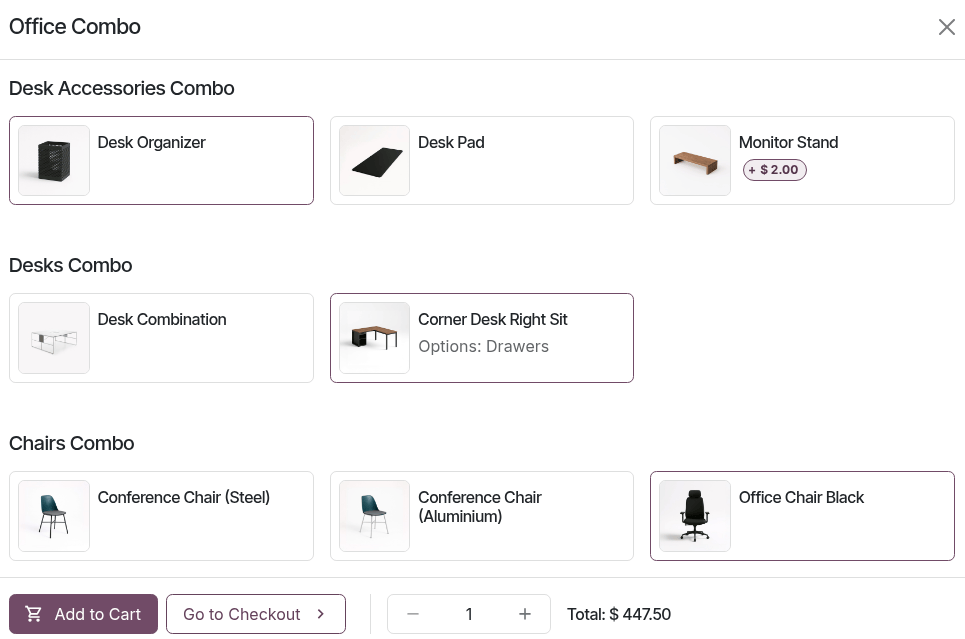 Office Combo
Desk Accessories Combo
Desk Organizer
Desk Pad
Monitor Stand
+ $ 2.00
Desks Combo
Desk Combination
Corner Desk Right Sit
Options: Drawers
Chairs Combo
Conference Chair (Steel)
Conference Chair
(Aluminium)
Office Chair Black
Add to Cart
Go to Checkout
1
Total: $ 447.50